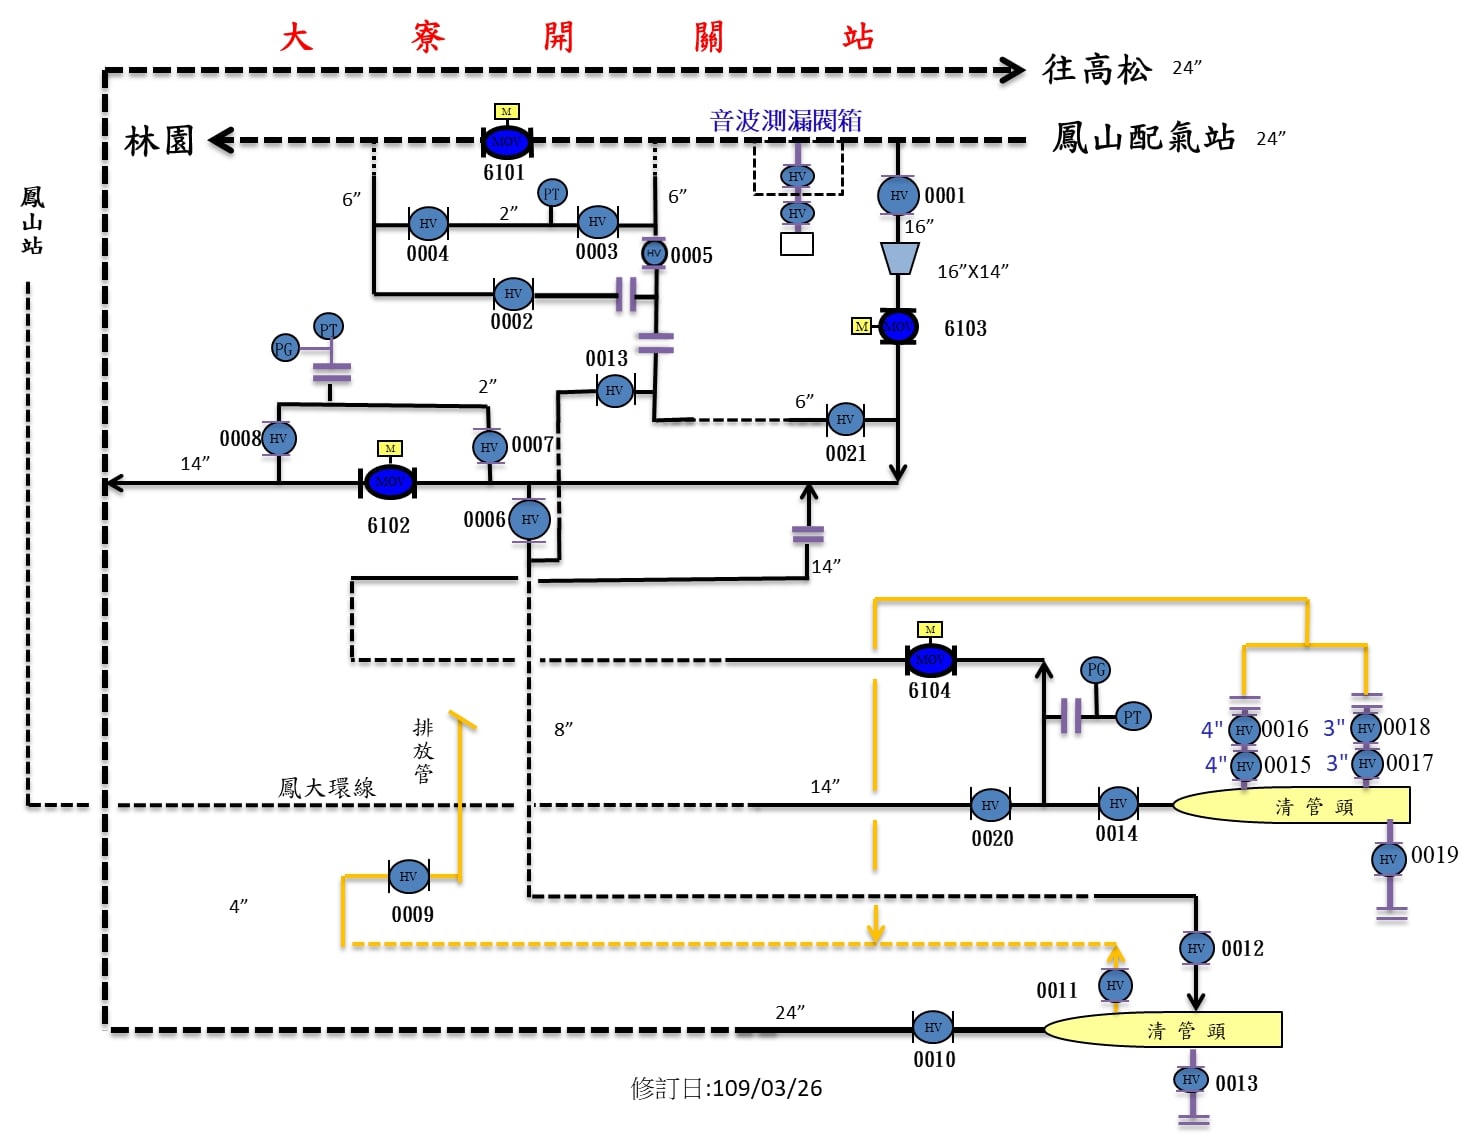 大寮開關站
往高松 24”
林園
M
MOV
6101
音波測漏閥箱
鳳山配氣站 24”
鳳山站
6”
HV
0004
2”
PT
HV
0003
6”
HV
HV
HV
0001
16”
HV
0005
16”X14”
HV
0002
M
MOV
6103
PG
PT
0013
HV
2”
6”
HV
0021
0008
HV
HV
0007
14”
M
MOV
6102
0006
HV
14”
M
MOV
6104
PG
PT
排放管
8”
4"
HV
0016
3"
HV
0018
4"
HV
0015
3"
HV
0017
鳳大環線
14”
HV
0020
HV
0014
清管頭
HV
0019
HV
0009
4”
HV
0012
0011
HV
24”
HV
0010
清管頭
HV
0013
修訂日:109/03/26